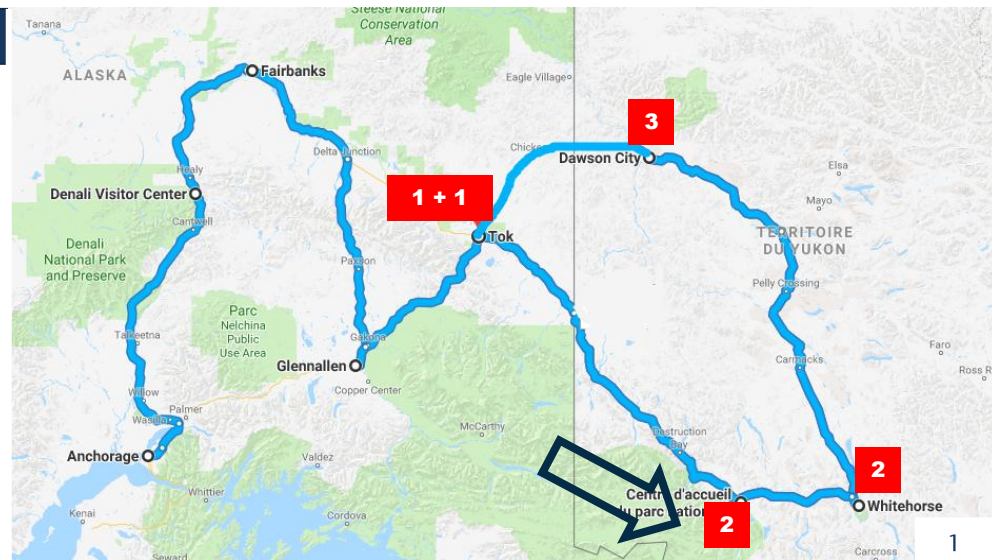 Tanana
Steese National
Conservation
Area
ALASKA
Fairbanks
Eagle Village
3
Delta Junction
Dawson City
Elsa
Healy
Denali Visitor Center
1 + 1
Mayo
Cantwell
Tok
TERRITOIRE
DU YUKON
Denali
National Park
and Preserve
Paxson
Pelly Crossing
Parc
Nelchina
Public
Use Area
Talkeetna
Gakona
Faro
Glennallen
Carmacks
Ross R
Copper Center
Willow
Palmer
Wasilla
McCarthy
Destruction
Bay
Anchorage
Valdez
2
Centre d'accueil
du parc nation
2
Whitehorse
Whittier
Kenai
Cordova
1
Seward
Carcross